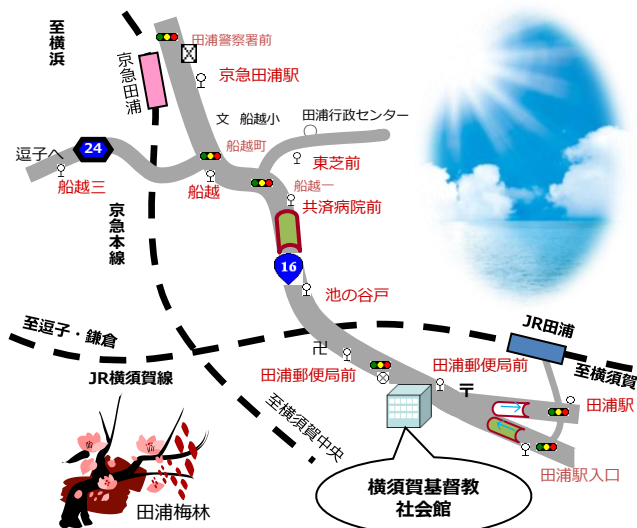 至横浜
田浦警察署前
京急田浦
京急田浦駅
文 船越小
田浦行政センター
船越町
逗子へ
24
東芝前
船越三
船越
船越一
共済病院前
京急本線
16
池の谷戸
至逗子・鎌倉
JR田浦
卍
田浦郵便局前
田浦郵便局前
至横須賀
JR横須賀線
〒
田浦駅
至横須賀中央
田浦駅入口
横須賀基督教
社会館
田浦梅林